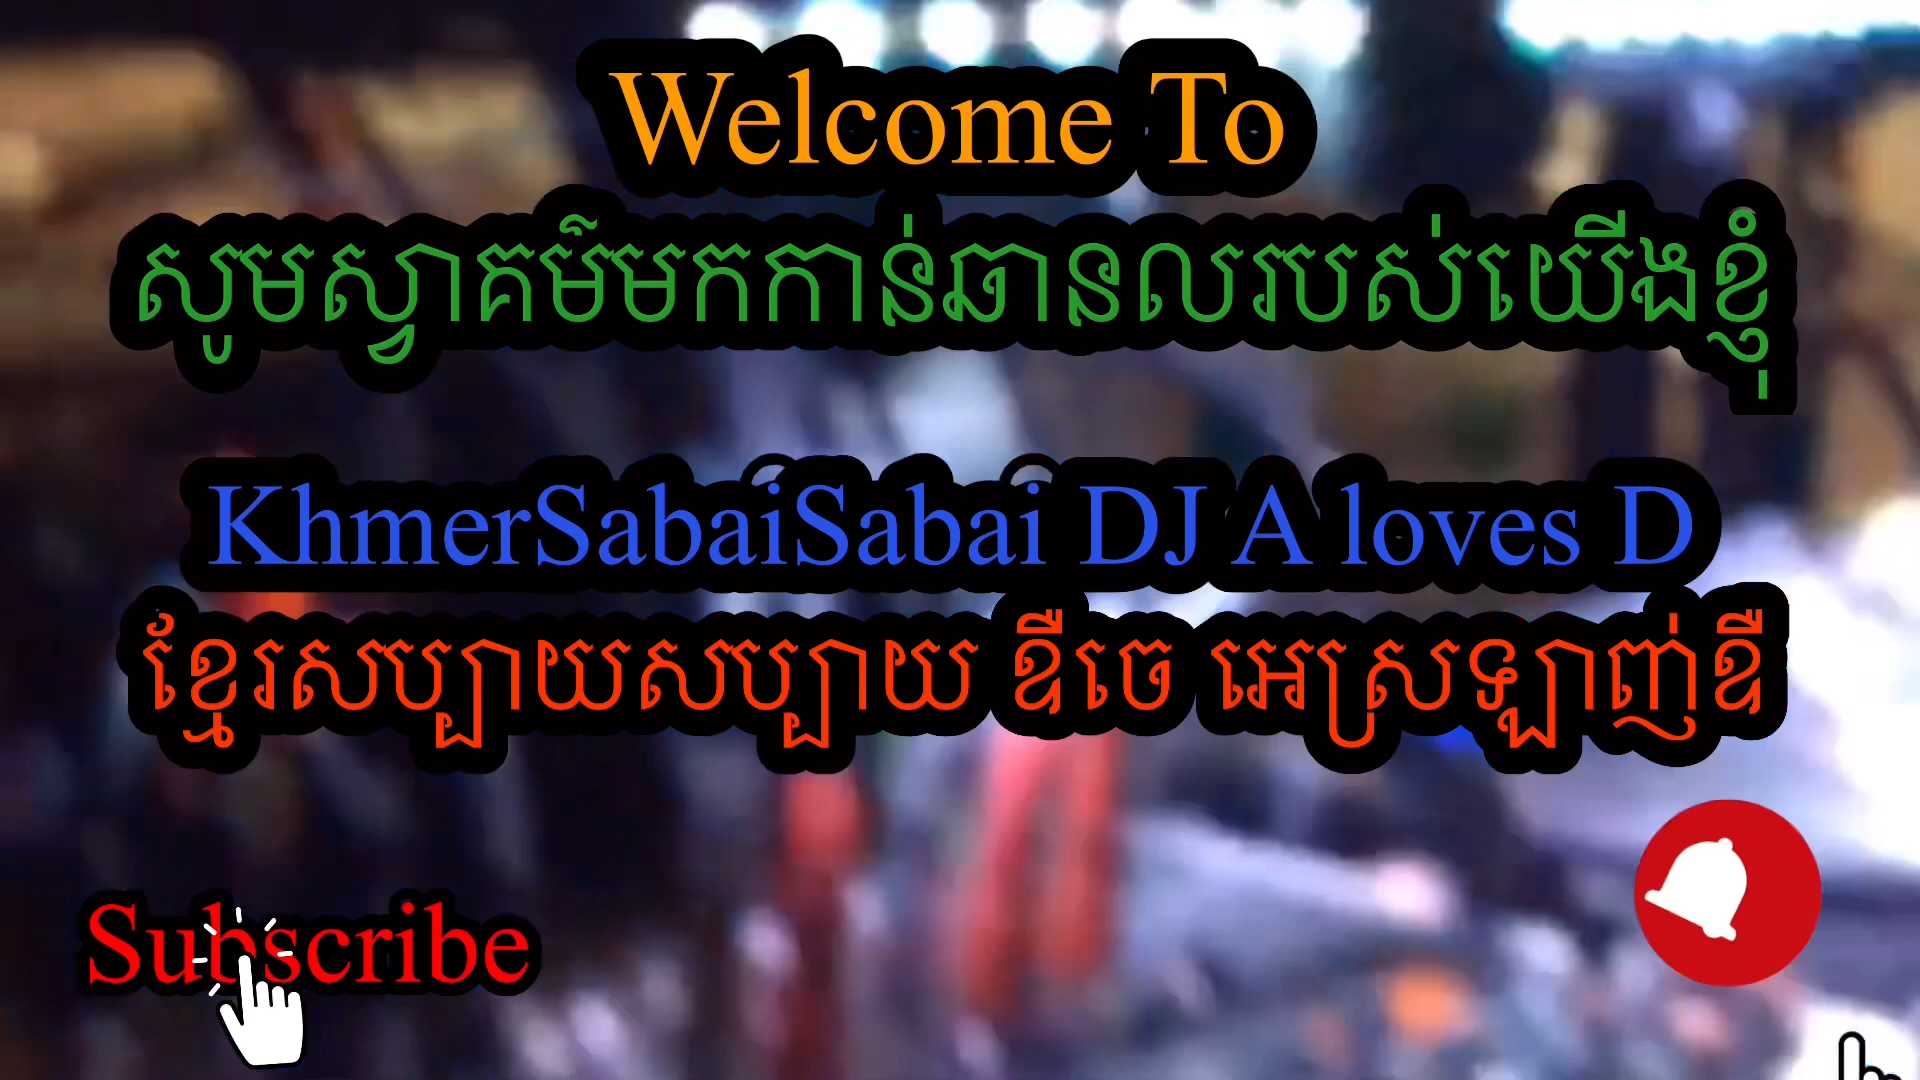 Welcome To
សូមស្វាគម៌មកកាន់ឆានលរបស់យើងខ្ញុំ
KhmerSabaiSabai DJ A loves D
ខ្មែរសប្បាយសប្បាយ ឌឺចេ អេស្រឡាញ់ឌឺ
Subscribe